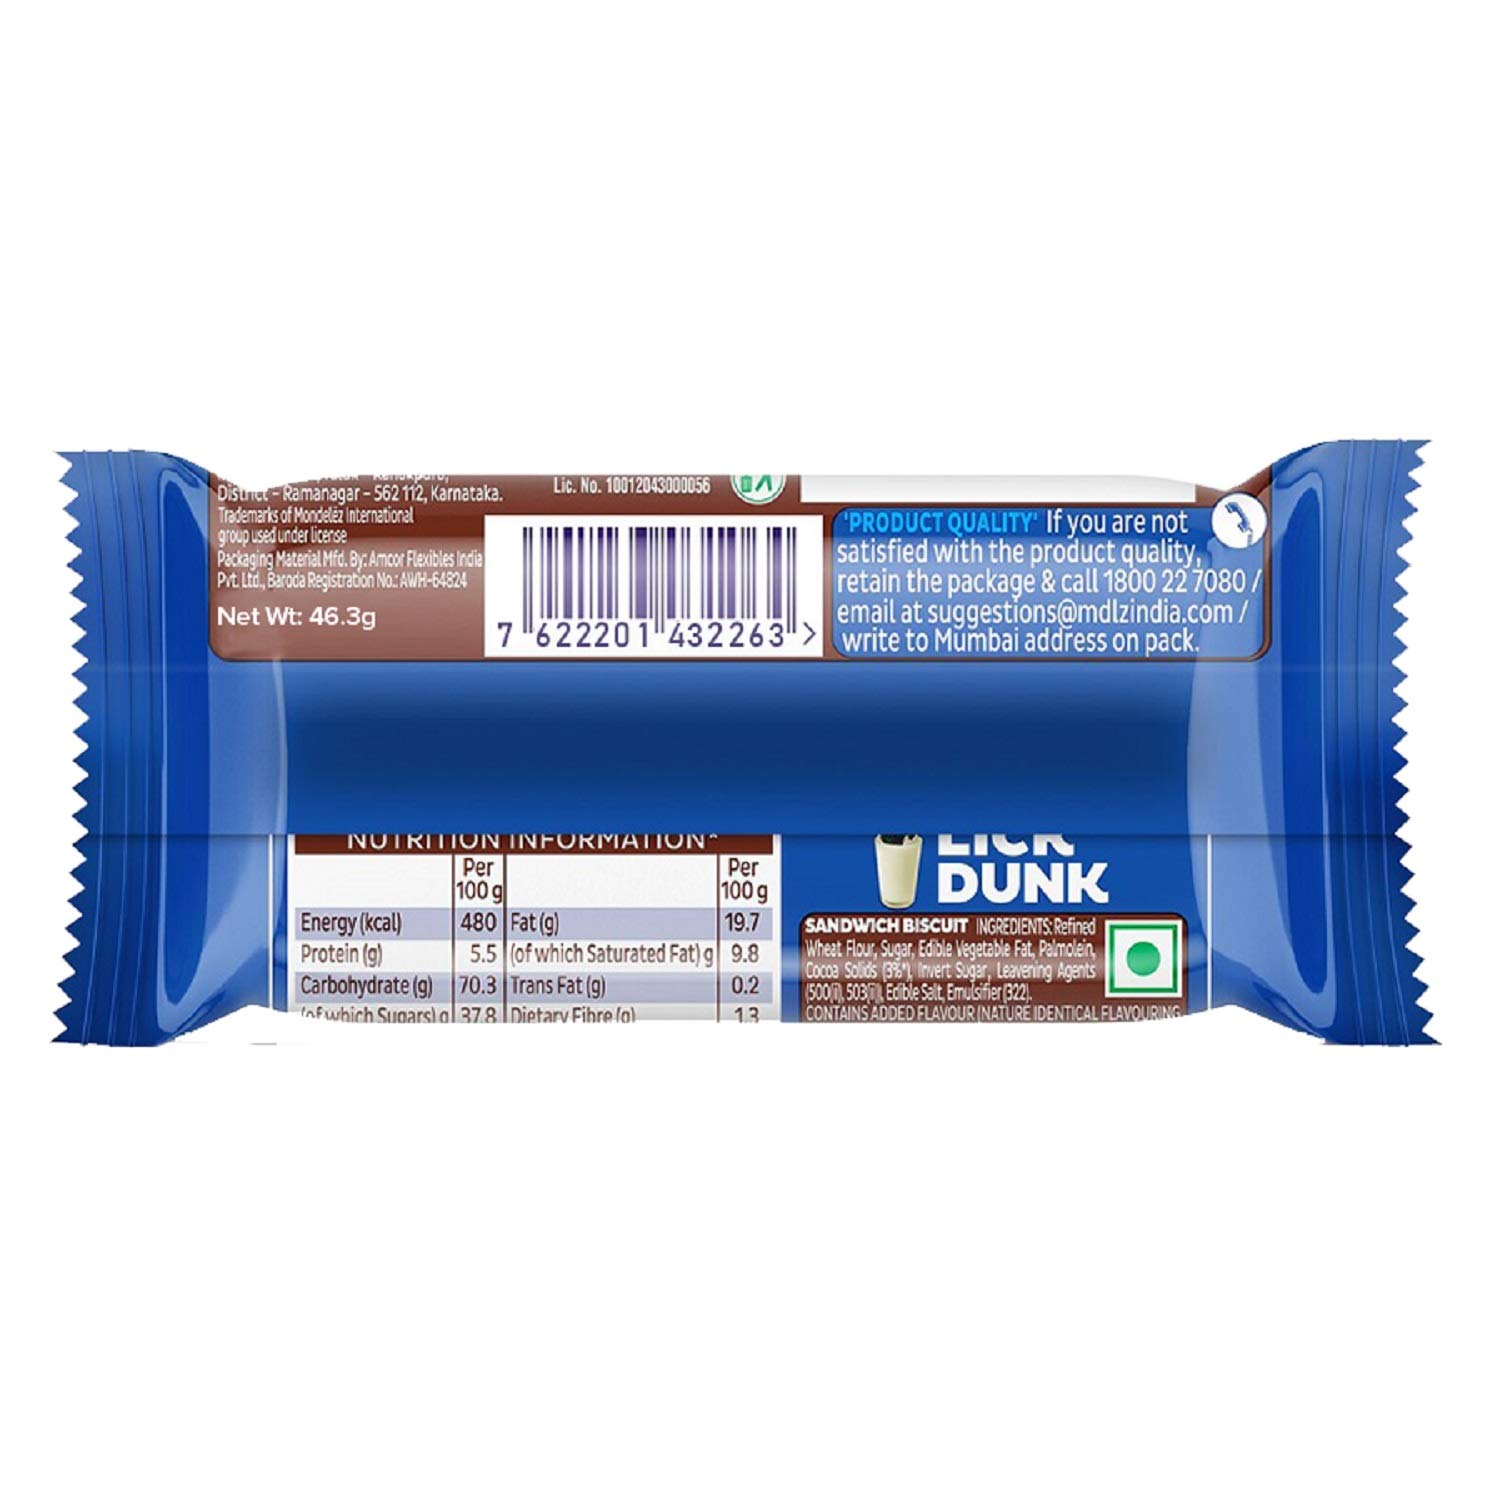 District - Ramanagar - 562 112, Karnataka.
Trademarks of Mondelēz International
group used under license
Packaging Material Mfd. By: Amcor Flexibles India
Pvt. Ltd., Baroda Registration No.: AWH-64824
Net Wt: 46.3g
Lic. No. 10012043000056
7 622201 432263 >
'PRODUCT QUALITY' If you are not
satisfied with the product quality,
retain the package & call 1800 22 7080 /
email at suggestions@mdlzindia.com /
write to Mumbai address on pack.
NUTRITION INFORMATION*
Per
100 g
Per
100 g
Energy (kcal) 480 Fat (g) 19.7
Protein (g) 5.5 (of which Saturated Fat) g 9.8
Carbohydrate (g) 70.3 Trans Fat (g) 0.2
(of which Sugars) g 37.8 Dietary Fibre (g) 1.3
LICK
DUNK
SANDWICH BISCUIT INGREDIENTS: Refined
Wheat Flour, Sugar, Edible Vegetable Fat, Palmolein,
Cocoa Solids (3%*), Invert Sugar, Leavening Agents
(500(ii), 503(ii)), Edible Salt, Emulsifier (322).
CONTAINS ADDED FLAVOUR (NATURE IDENTICAL FLAVOURING